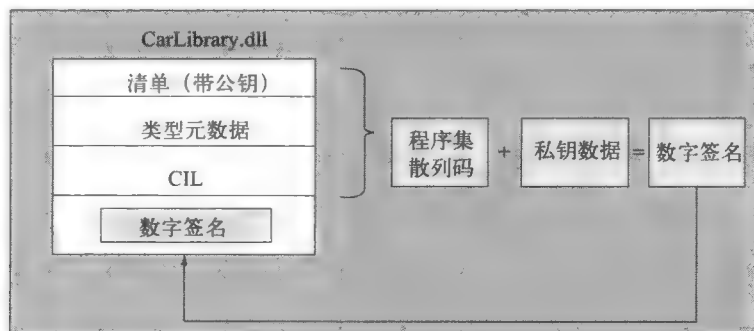 CarLibrary.dll
清单（带公钥）
类型元数据
CIL
数字签名
程序集
散列码
+
私钥数据
=
数字签名